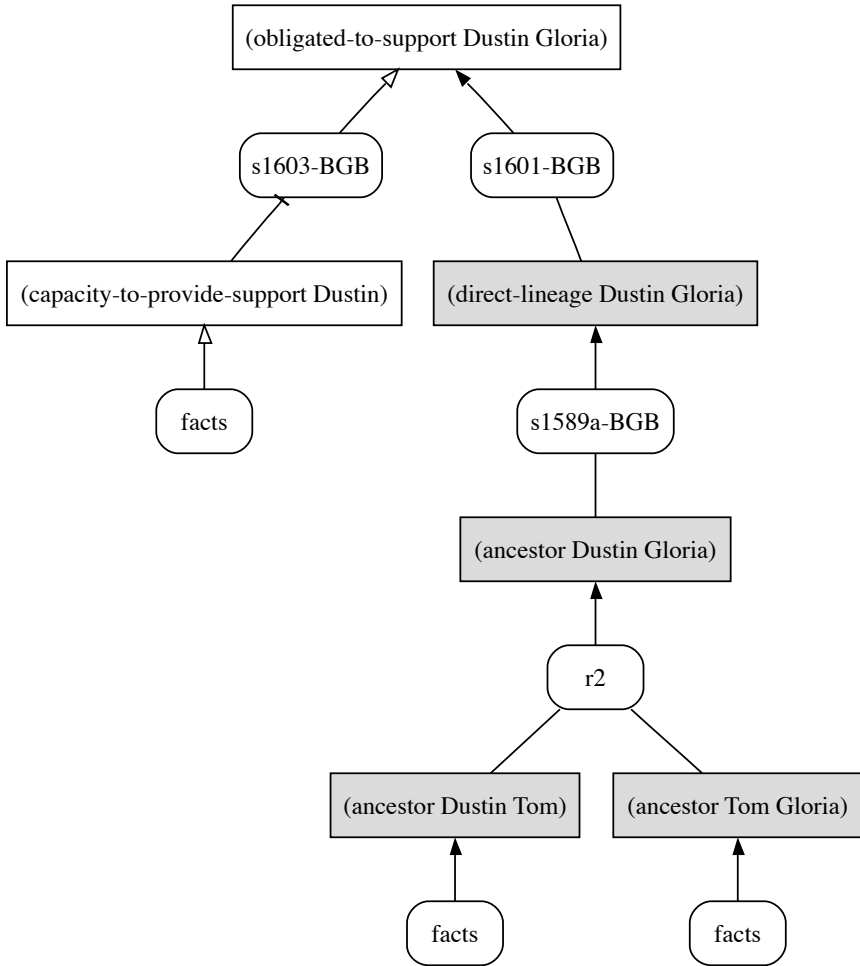 (obligated-to-support Dustin Gloria)
s1603-BGB
s1601-BGB
(capacity-to-provide-support Dustin)
(direct-lineage Dustin Gloria)
facts
s1589a-BGB
(ancestor Dustin Gloria)
r2
(ancestor Dustin Tom)
(ancestor Tom Gloria)
facts
facts